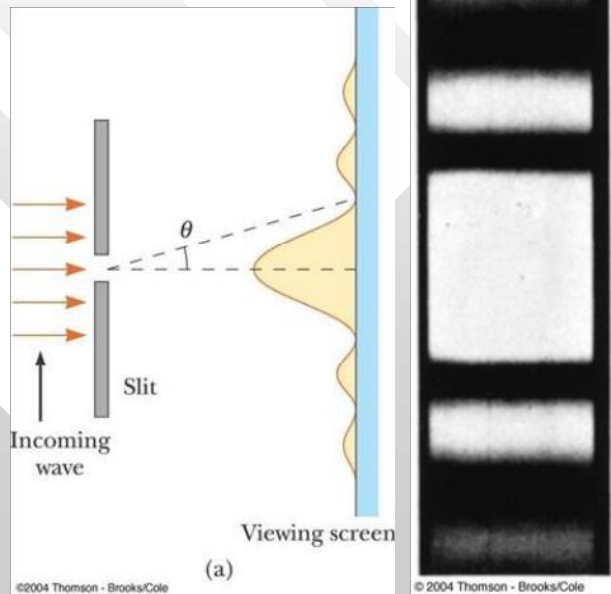 θ
Slit
Incoming
wave
Viewing screen
(a)
©2004 Thomson - Brooks/Cole
© 2004 Thomson - Brooks/Cole